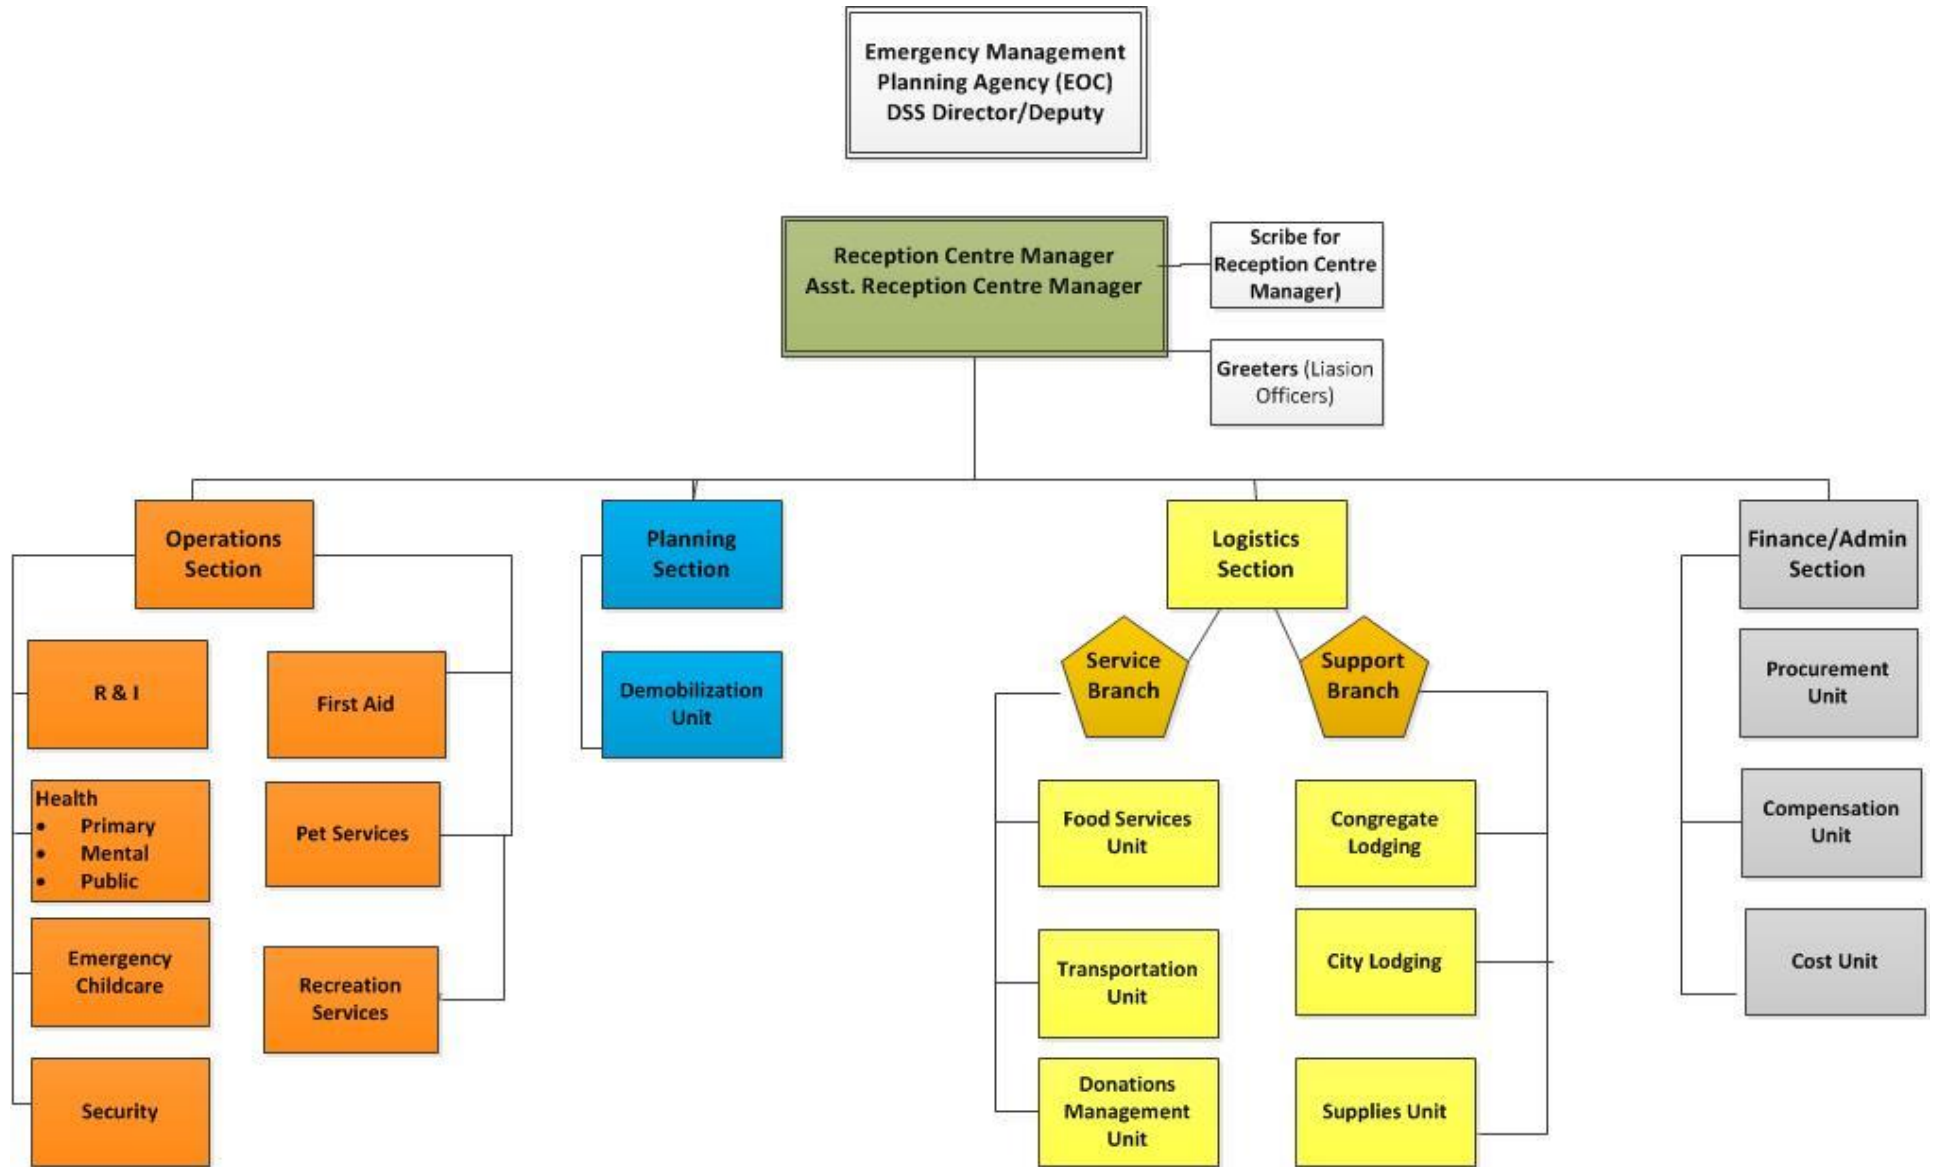 Emergency Management
Planning Agency (EOC)
DSS Director/Deputy
Reception Centre Manager
Asst. Reception Centre Manager
Scribe for
Reception Centre
Manager)
Greeters (Liasion
Officers)
Operations
Section
Planning
Section
Logistics
Section
Finance/Admin
Section
R & I
First Aid
Health
• Primary
• Mental
• Public
Pet Services
Emergency
Childcare
Recreation
Services
Security
Demobilization
Unit
Service
Branch
Support
Branch
Food Services
Unit
Congregate
Lodging
Transportation
Unit
City Lodging
Donations
Management
Unit
Supplies Unit
Procurement
Unit
Compensation
Unit
Cost Unit